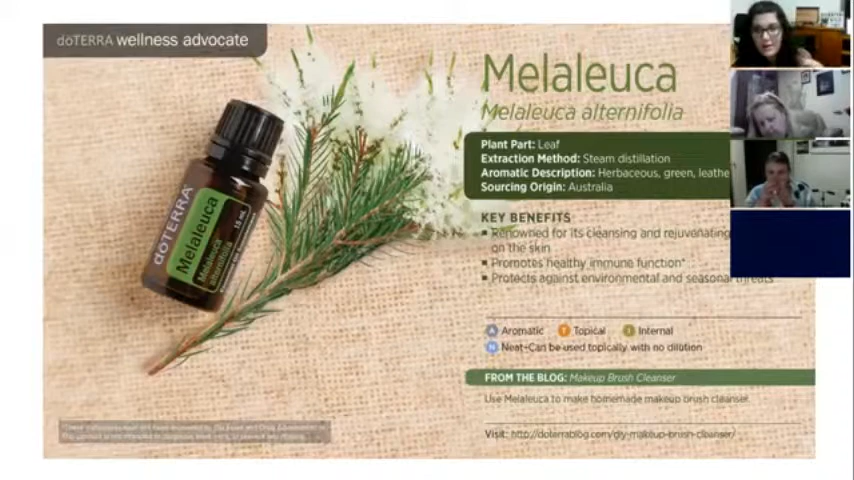 dōTERRA wellness advocate
Melaleuca
Melaleuca alternifolia
Plant Part: Leaf
Extraction Method: Steam distillation
Aromatic Description: Herbaceous, green, leathe
Sourcing Origin: Australia
KEY BENEFITS
▪ Renowned for its cleansing and rejuvenating
on the skin
▪ Promotes healthy immune function*
▪ Protects against environmental and seasonal threats
A Aromatic T Topical I Internal
N Neat–Can be used topically with no dilution
FROM THE BLOG: Makeup Brush Cleanser
Use Melaleuca to make homemade makeup brush cleanser.
Visit: http://doterrablog.com/diy-makeup-brush-cleanser/
dōTERRA
Melaleuca
Melaleuca
alternifolia
15 mL